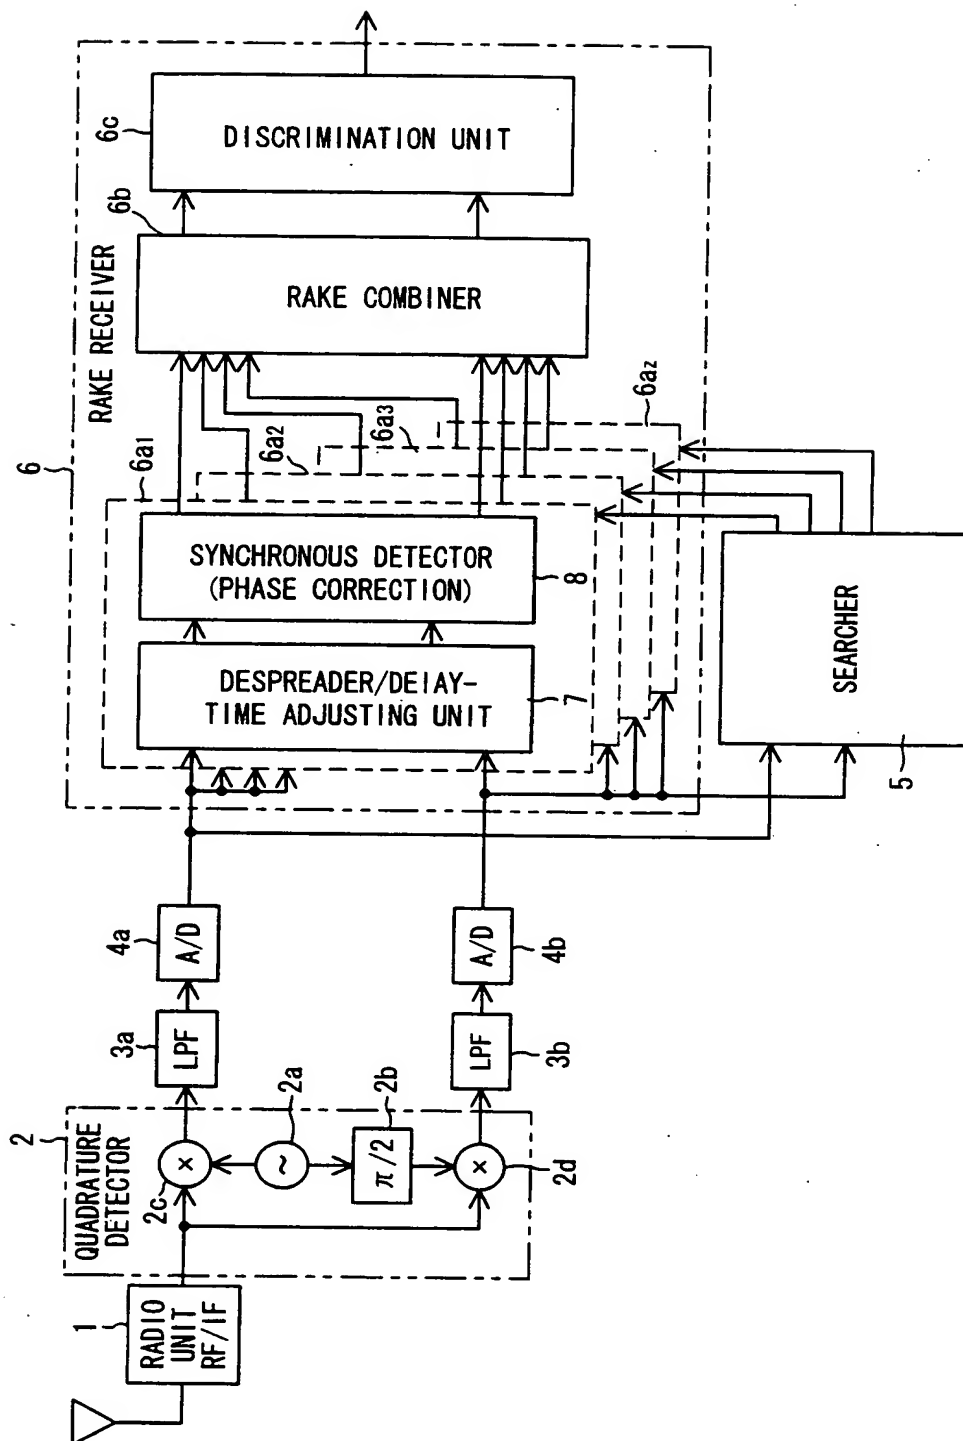 1
RADIO
UNIT
RF/IF
2
QUADRATURE
DETECTOR
2c
×
~
2a
π/2
2b
×
2d
3a
LPF
3b
LPF
4a
A/D
4b
A/D
6
RAKE RECEIVER
6a1
6a2
6a3
6az
DESPREADER/DEIAY-
TIME ADJUSTING UNIT
7
SYNCHRONOUS DETECTOR
(PHASE CORRECTION)
8
6b
RAKE COMBINER
6c
DISCRIMINATION UNIT
SEARCHER
5